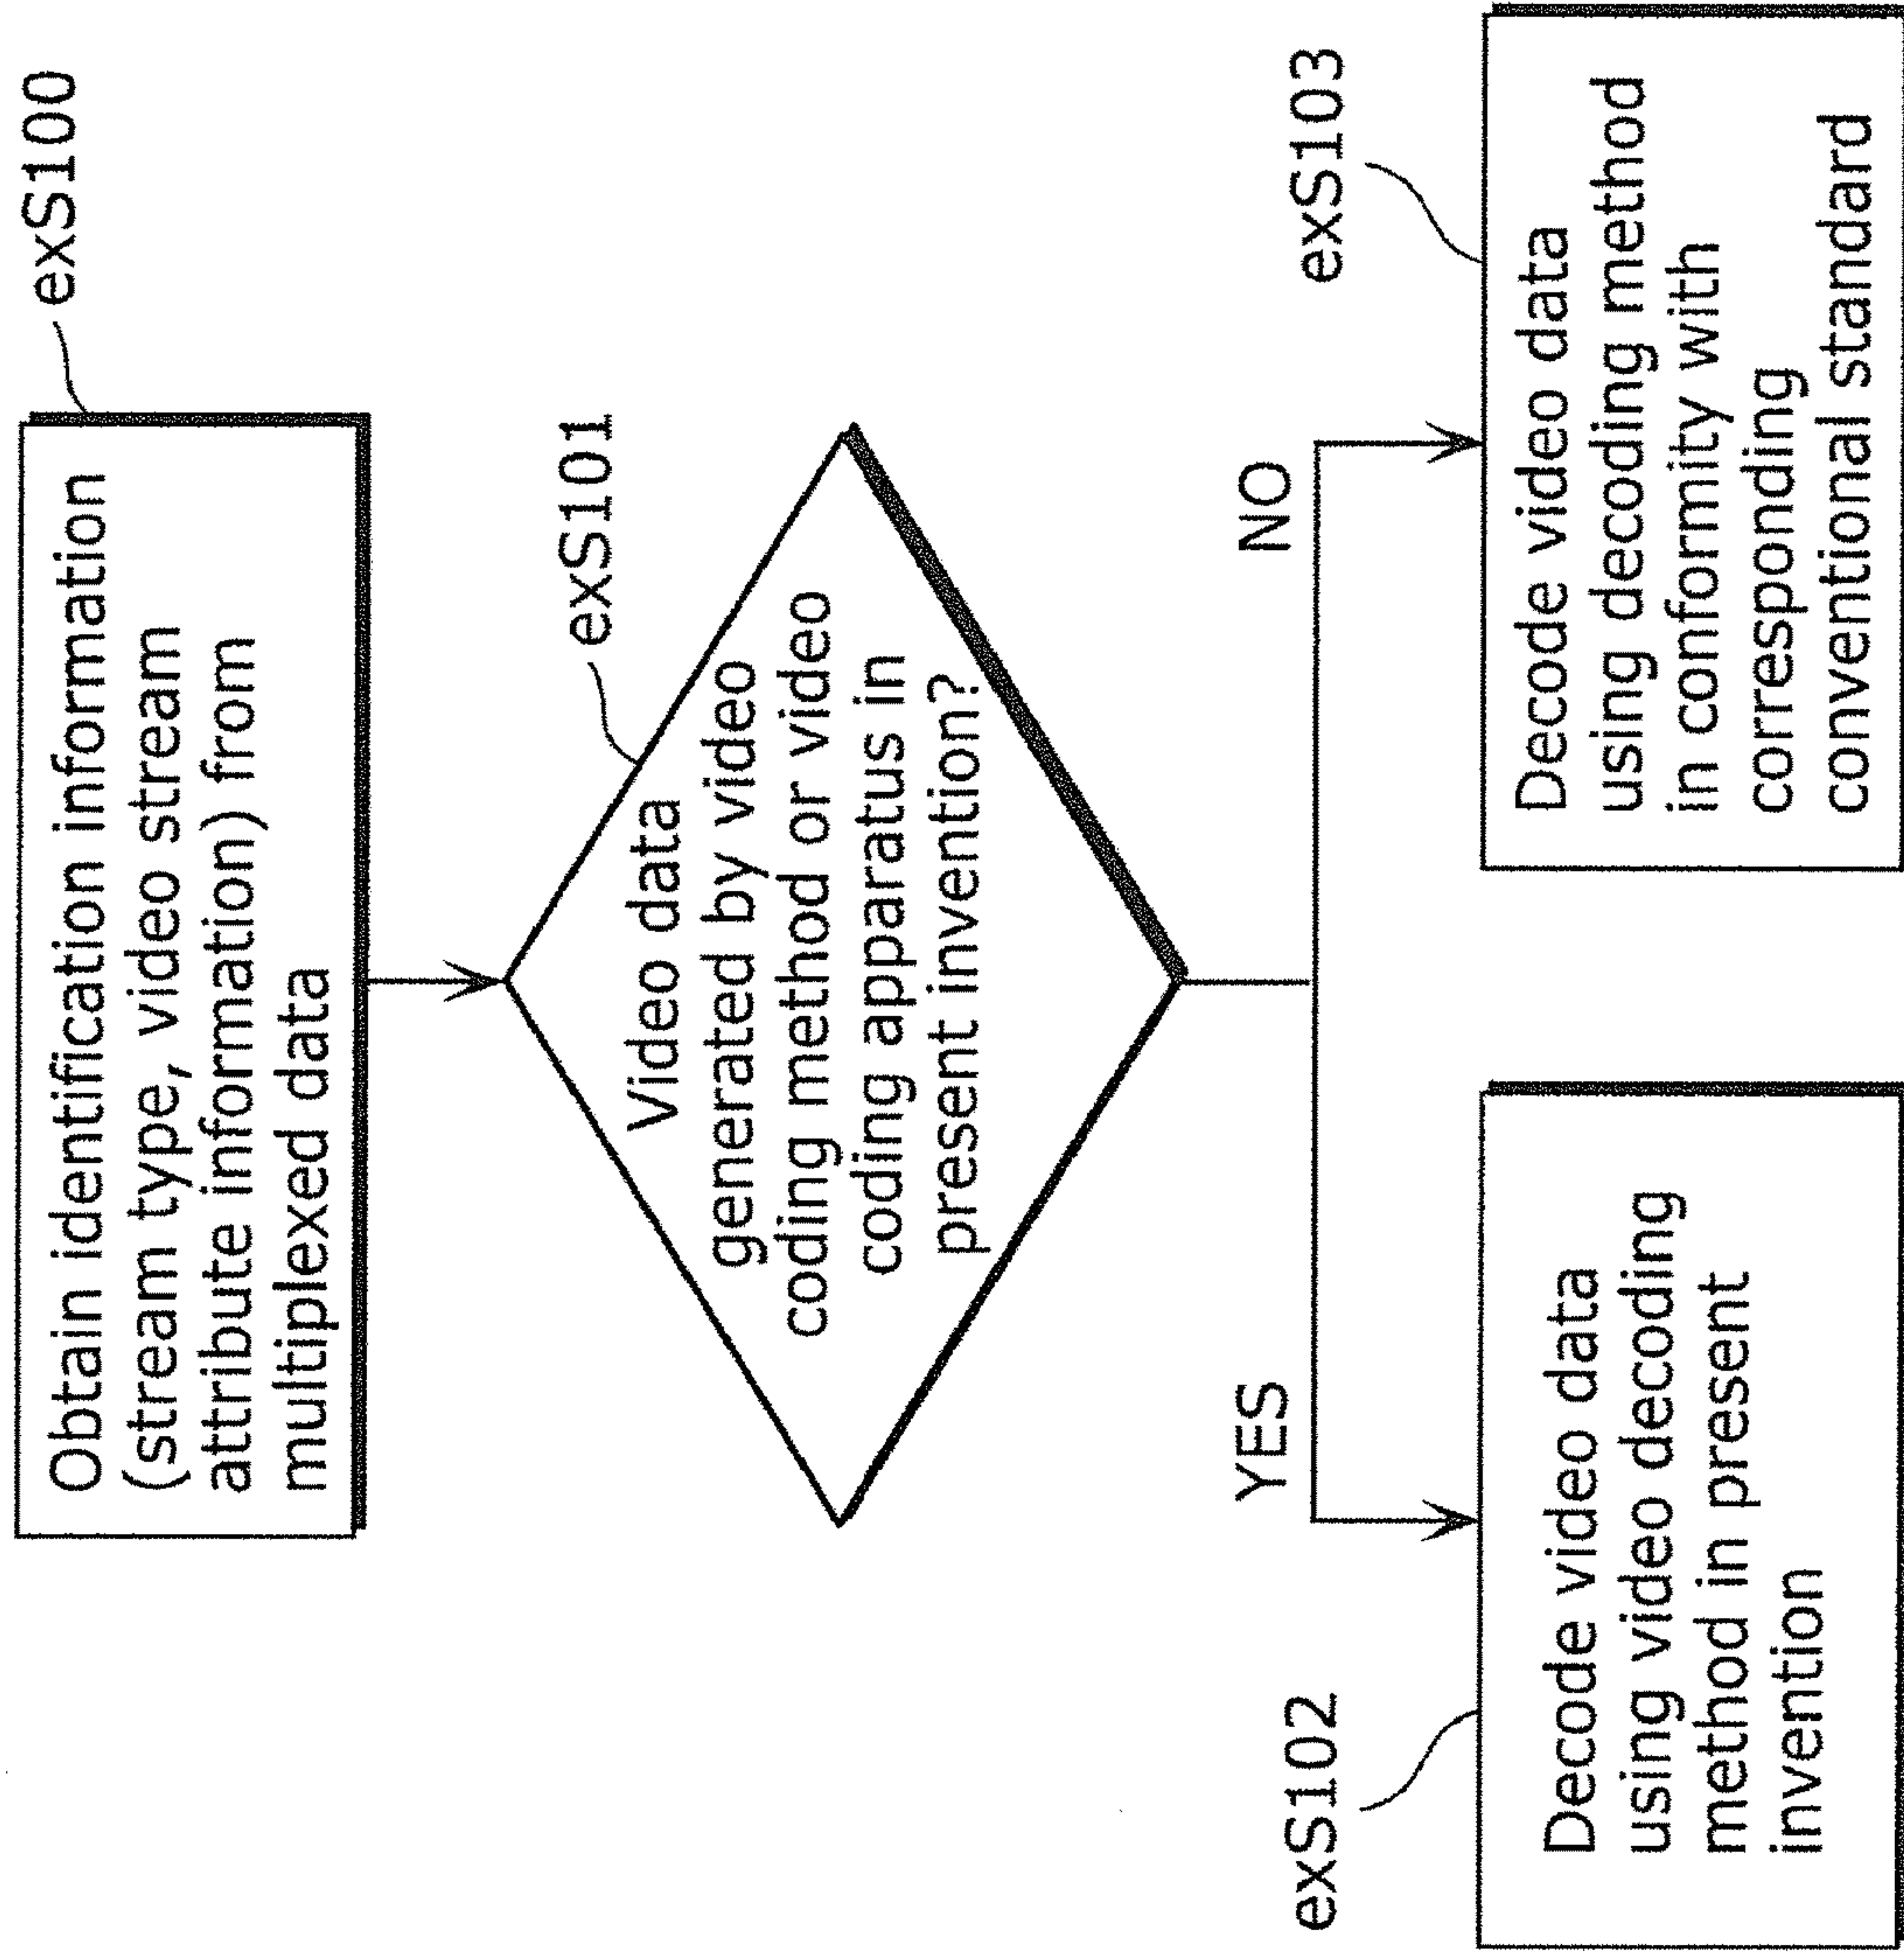 exS100
Obtain identification information
(stream type, video stream
attribute information) from
multiplexed data
exS101
Video data
generated by video
coding method or video
coding apparatus in
present invention?
YES
NO
exS102
Decode video data
using video decoding
method in present
invention
exS103
Decode video data
using decoding method
in conformity with
corresponding
conventional standard